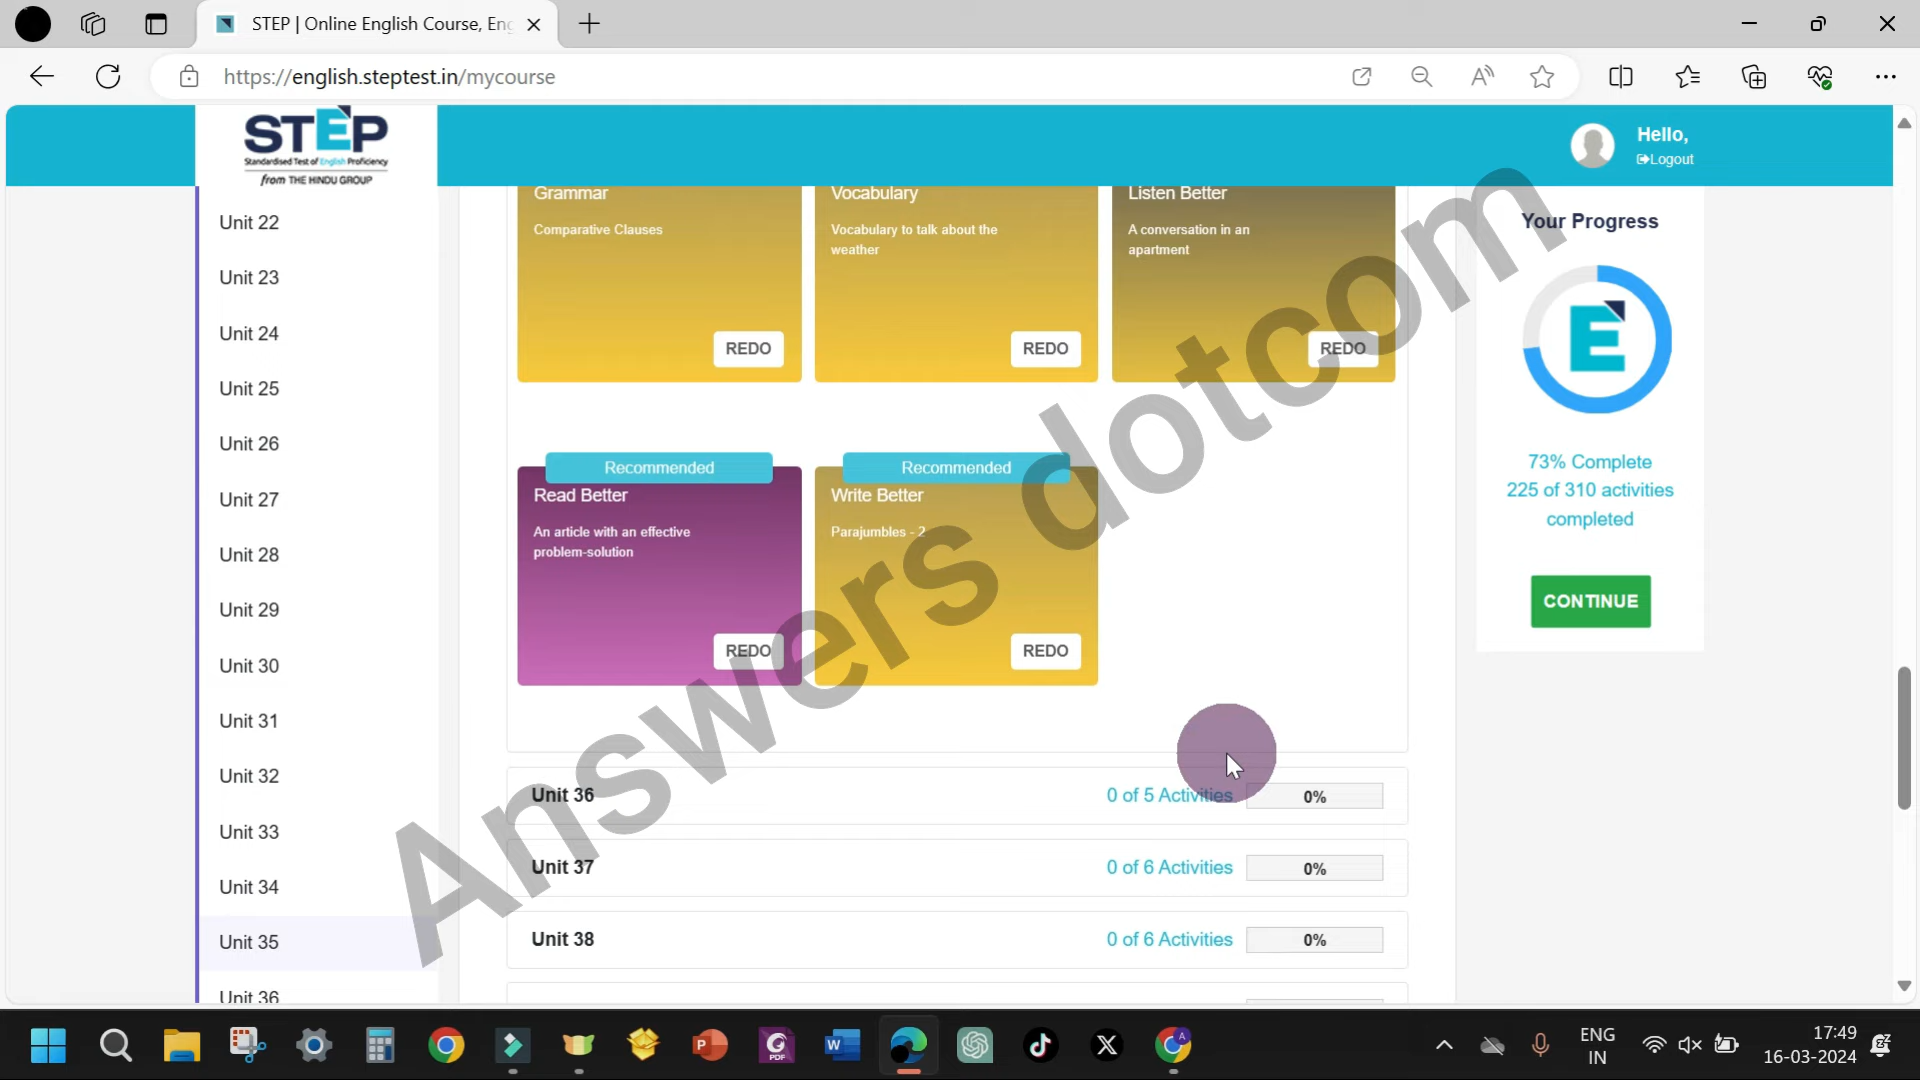 STEP | Online English Course, Eng
https://english.steptest.in/mycourse
STEP
Standardised Test of English Proficiency
from THE HINDU GROUP
Hello,
Logout
Unit 22
Unit 23
Unit 24
Unit 25
Unit 26
Unit 27
Unit 28
Unit 29
Unit 30
Unit 31
Unit 32
Unit 33
Unit 34
Unit 35
Unit 36
Grammar
Comparative Clauses
REDO
Vocabulary
Vocabulary to talk about the
weather
REDO
Listen Better
A conversation in an
apartment
REDO
Recommended
Read Better
An article with an effective
problem-solution
REDO
Recommended
Write Better
Parajumbles - 2
REDO
Unit 36
0 of 5 Activities
0%
Unit 37
0 of 6 Activities
0%
Unit 38
0 of 6 Activities
0%
Your Progress
E
73% Complete
225 of 310 activities
completed
CONTINUE
Answers dotcom
ENG
IN
17:49
16-03-2024